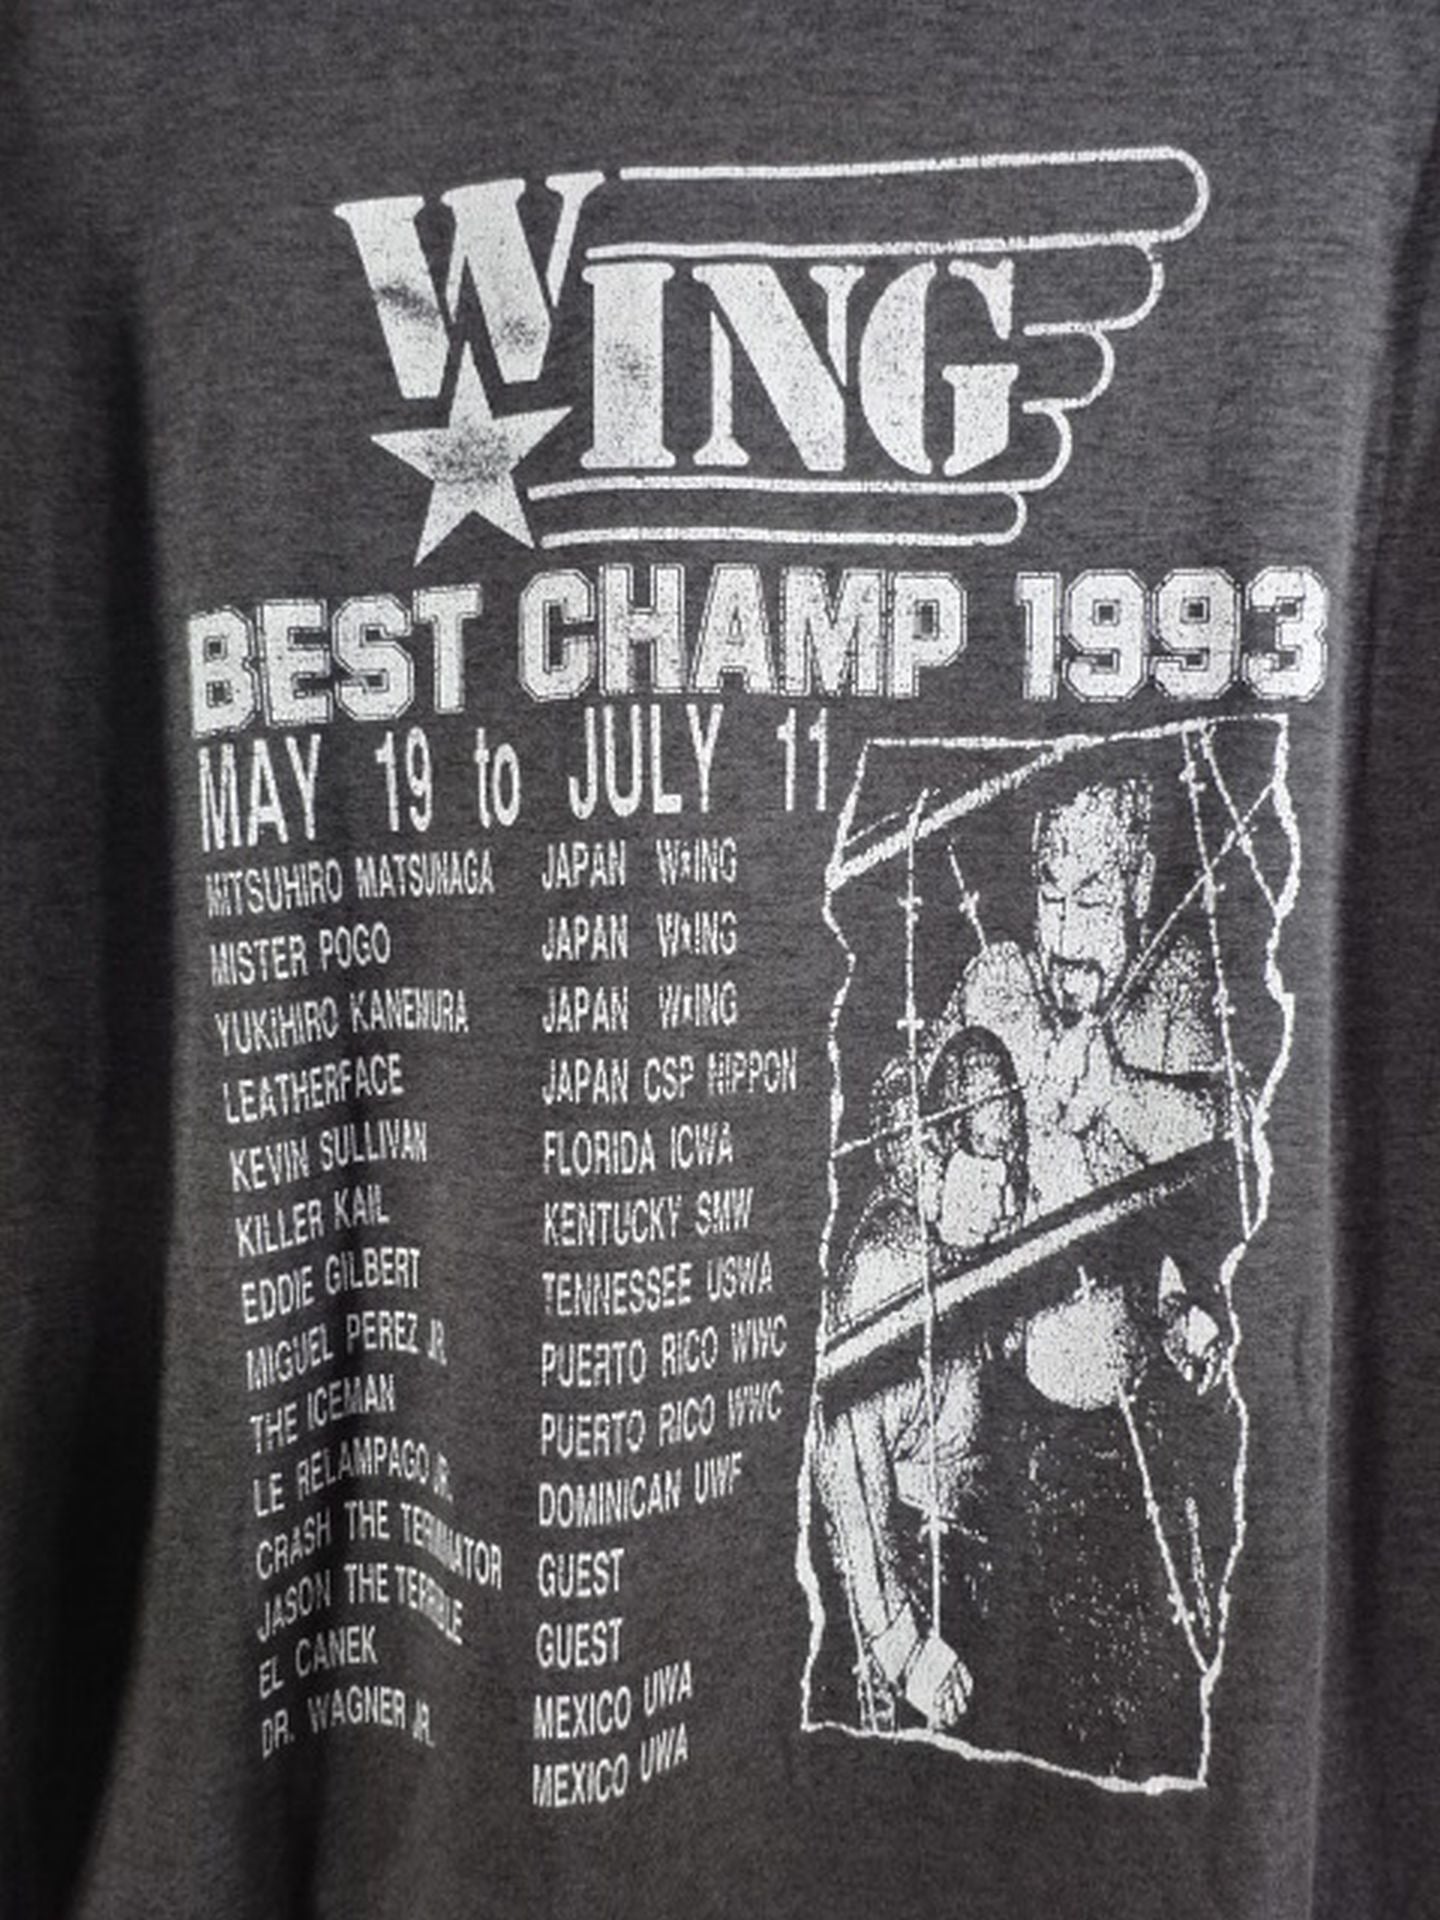 WING
BEST CHAMP 1993
MAY 19 to JULY 11
MITSUHIRO MATSUNAGA JAPAN W★ING
MISTER POGO JAPAN W★ING
YUKIHIRO KANEMURA JAPAN W★ING
LEATHERFACE JAPAN CSP NIPPON
KEVIN SULLIVAN FLORIDA ICWA
KILLER KAIL KENTUCKY SMW
EDDIE GILBERT TENNESSEE USWA
MIGUEL PEREZ JR. PUERTO RICO WWC
THE ICEMAN PUERTO RICO WWC
LE RELAMPAGO JR. DOMINICAN UWF
CRASH THE TERMINATOR GUEST
JASON THE TERRIBLE GUEST
EL CANEK MEXICO UWA
DR. WAGNER JR. MEXICO UWA